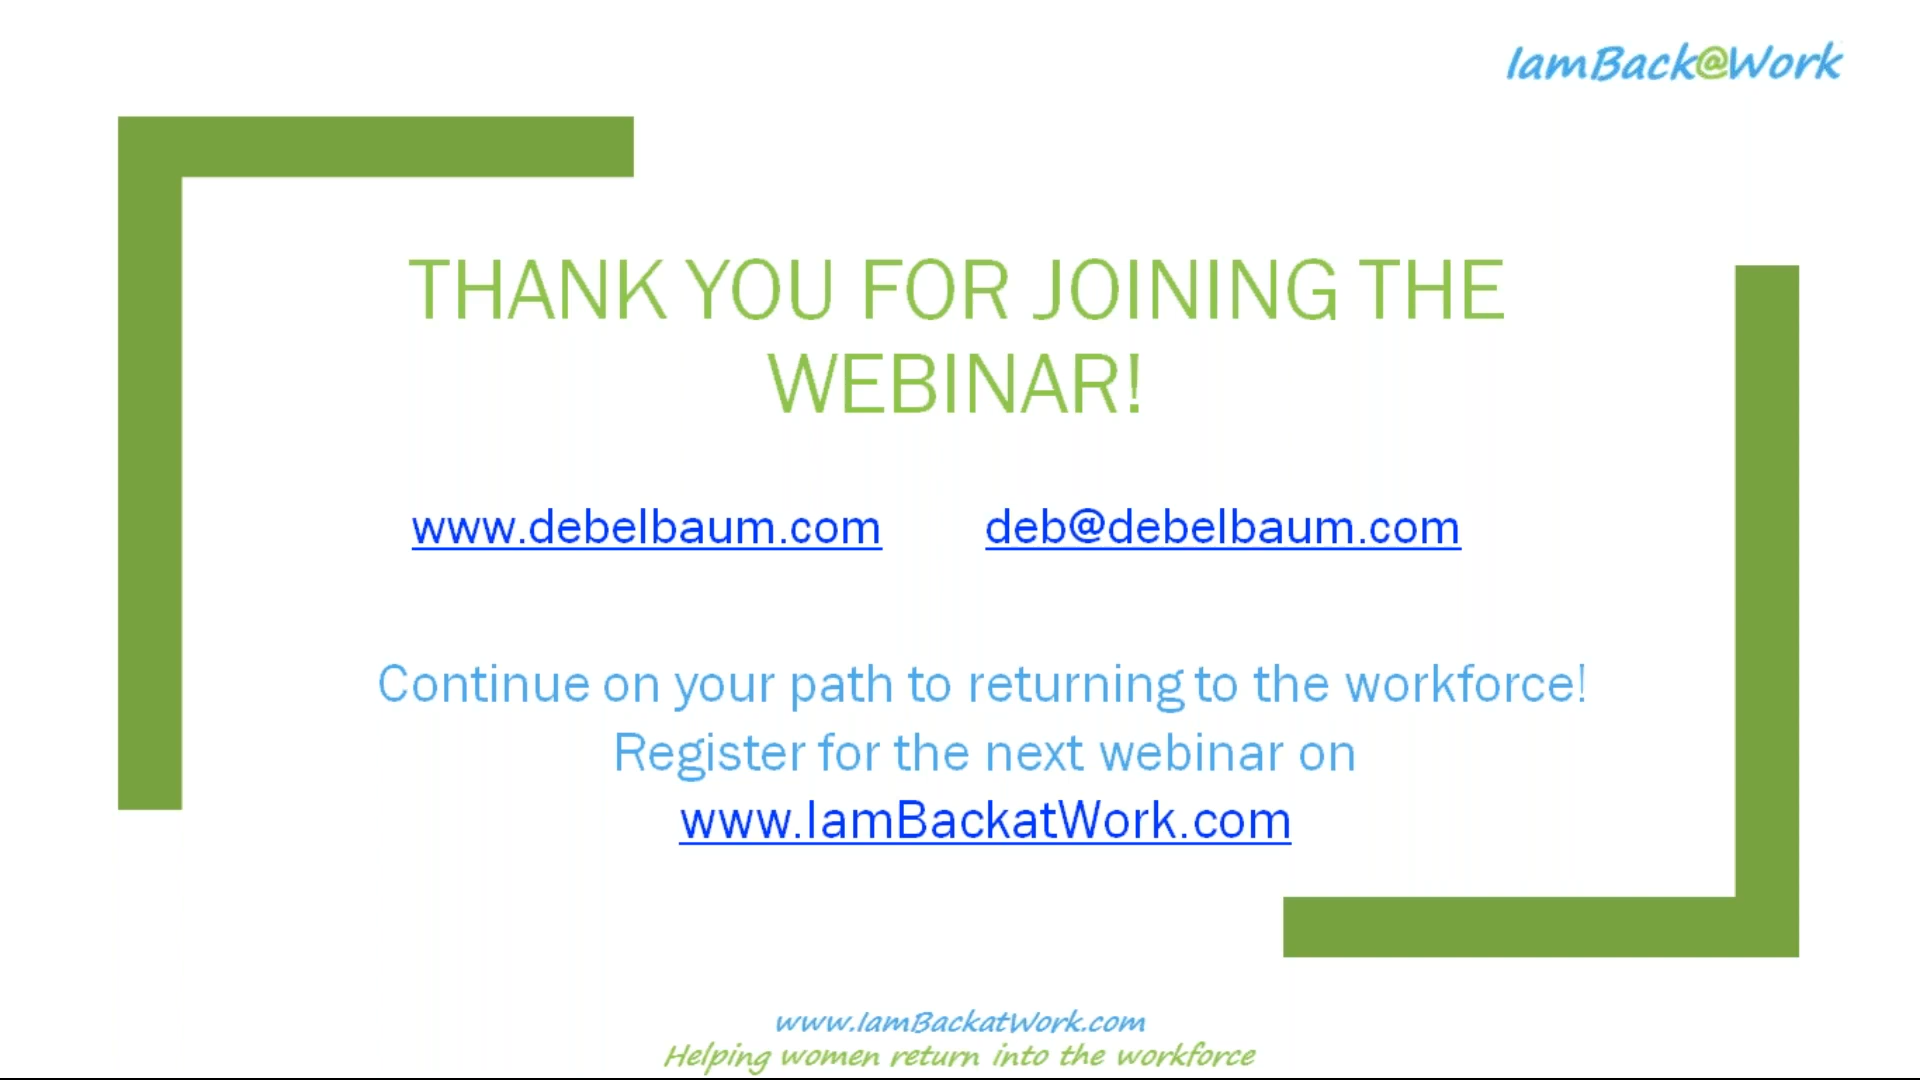 IamBack@Work
THANK YOU FOR JOINING THE
WEBINAR!
www.debelbaum.com deb@debelbaum.com
Continue on your path to returning to the workforce!
Register for the next webinar on
www.IamBackatWork.com
www.IamBackatWork.com
Helping women return into the workforce